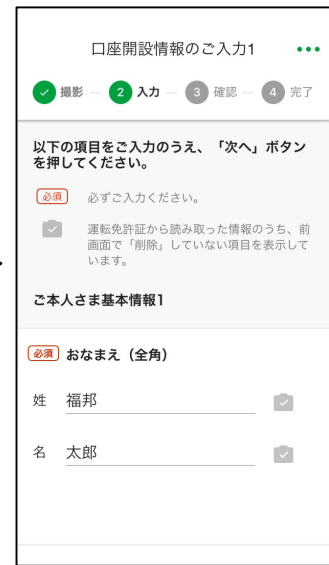 口座開設情報のご入力1
撮影 2 入力 3 確認 4 完了
以下の項目をご入力のうえ、「次へ」ボタン
を押してください。
必須 必ずご入力ください。
運転免許証から読み取った情報のうち、前
画面で「削除」していない項目を表示して
います。
ご本人さま基本情報1
必須 おなまえ（全角）
姓 福邦
名 太郎